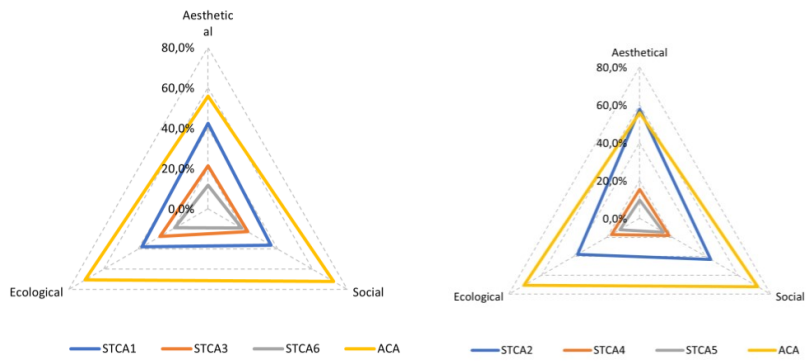 Aesthetic
al
80,0%
60,0%
40,0%
20,0%
0,0%
Ecological
Social
STCA1 STCA3 STCA6 ACA
Aesthetical
80,0%
60,0%
40,0%
20,0%
0,0%
Ecological
Social
STCA2 STCA4 STCA5 ACA